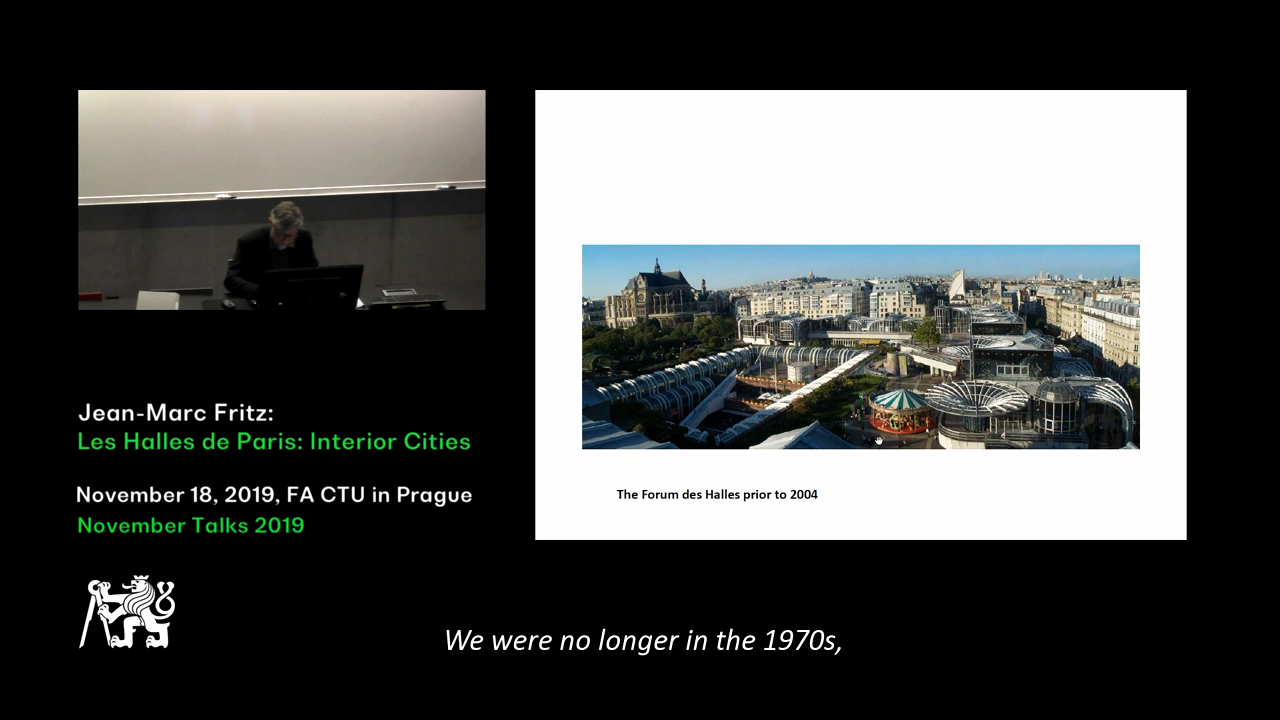 Jean-Marc Fritz:
Les Halles de Paris: Interior Cities
November 18, 2019, FA CTU in Prague
November Talks 2019
The Forum des Halles prior to 2004
We were no longer in the 1970s,